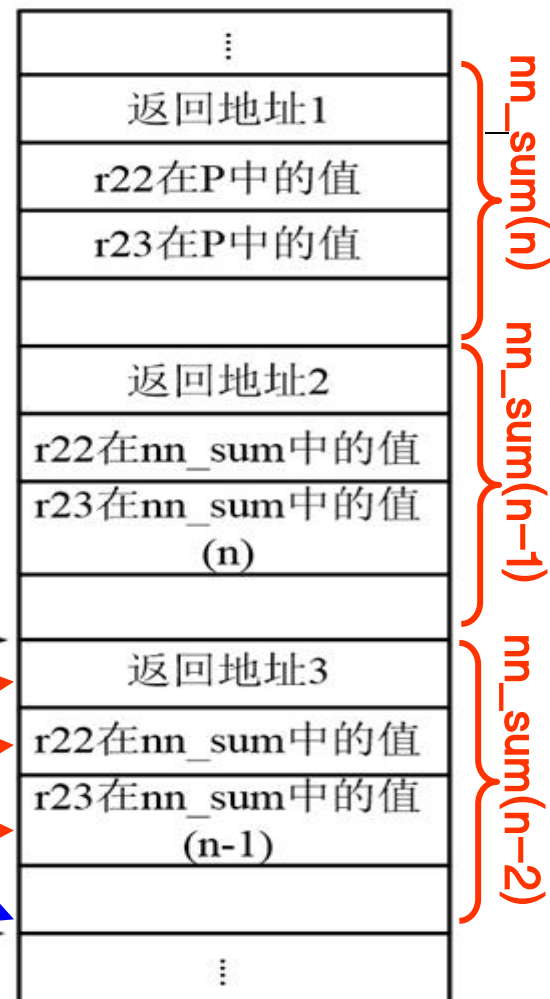 ⋮
返回地址1
r22在P中的值
r23在P中的值
nn_sum(n)
返回地址2
r22在nn_sum中的值
r23在nn_sum中的值
(n)
nn_sum(n-1)
返回地址3
r22在nn_sum中的值
r23在nn_sum中的值
(n-1)
nn_sum(n-2)
⋮